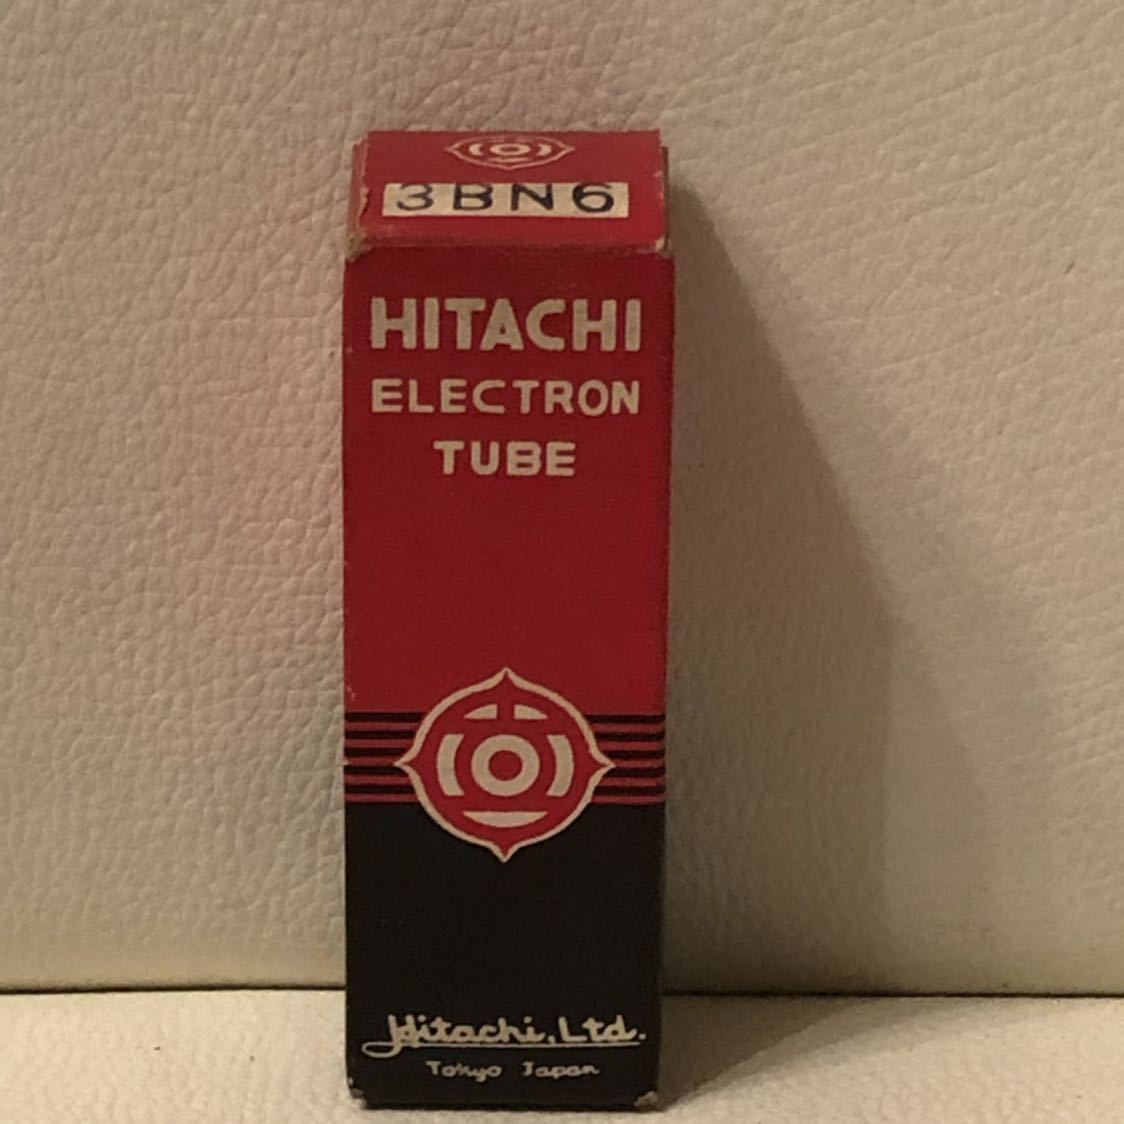 3BN6
HITACHI
ELECTRON
TUBE
Hitachi, Ltd.
Tokyo Japan